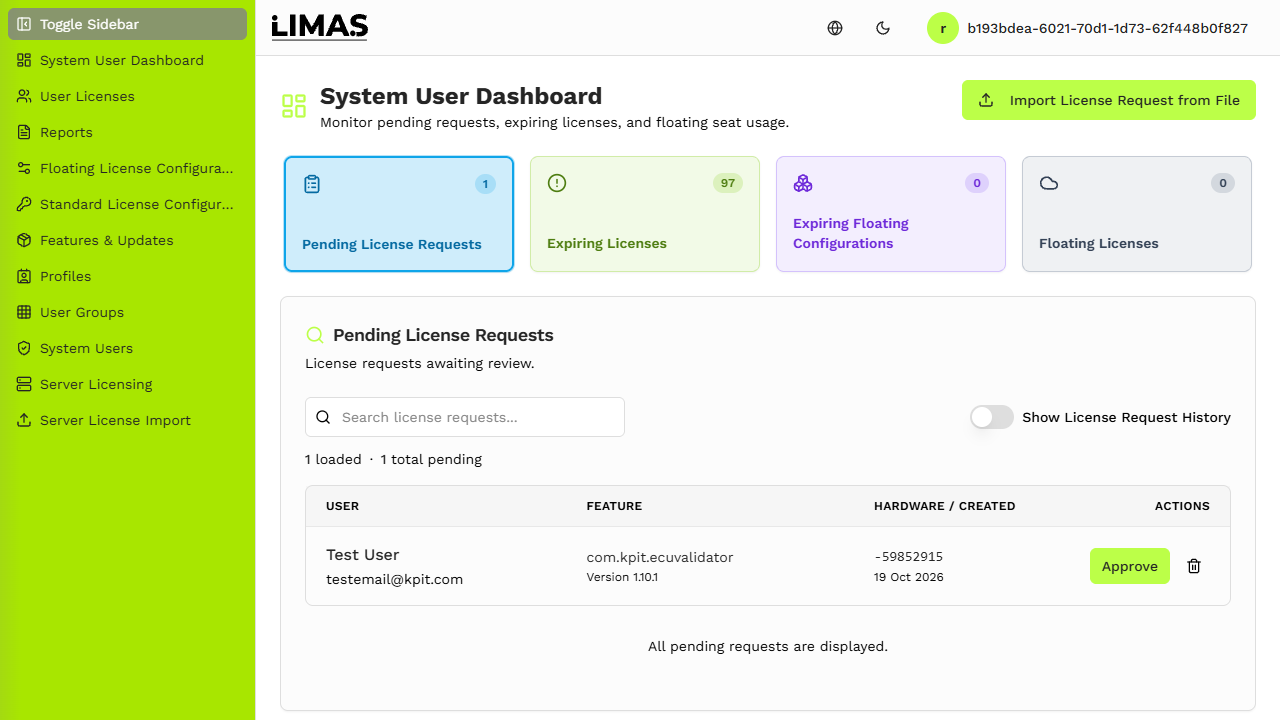 Toggle Sidebar
System User Dashboard
User Licenses
Reports
Floating License Configura...
Standard License Configur...
Features & Updates
Profiles
User Groups
System Users
Server Licensing
Server License Import
LIMAS
r
b193bdea-6021-70d1-1d73-62f448b0f827
System User Dashboard
Monitor pending requests, expiring licenses, and floating seat usage.
Import License Request from File
1
Pending License Requests
97
Expiring Licenses
0
Expiring Floating
Configurations
0
Floating Licenses
Pending License Requests
License requests awaiting review.
Search license requests...
Show License Request History
1 loaded · 1 total pending
USER FEATURE HARDWARE / CREATED ACTIONS
Test User
testemail@kpit.com
com.kpit.ecuvalidator
Version 1.10.1
-59852915
19 Oct 2026
Approve
All pending requests are displayed.